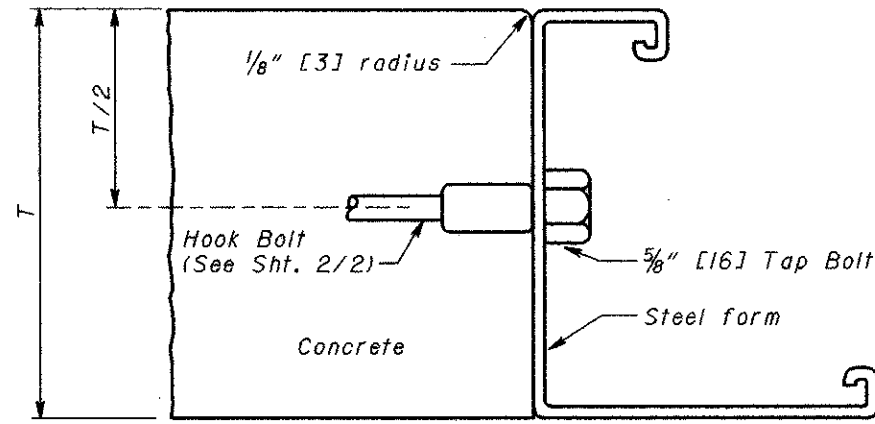 1/8" [3] radius
T/2
T
Hook Bolt
(See Sht. 2/2)
5/8" [16] Tap Bolt
Steel form
Concrete